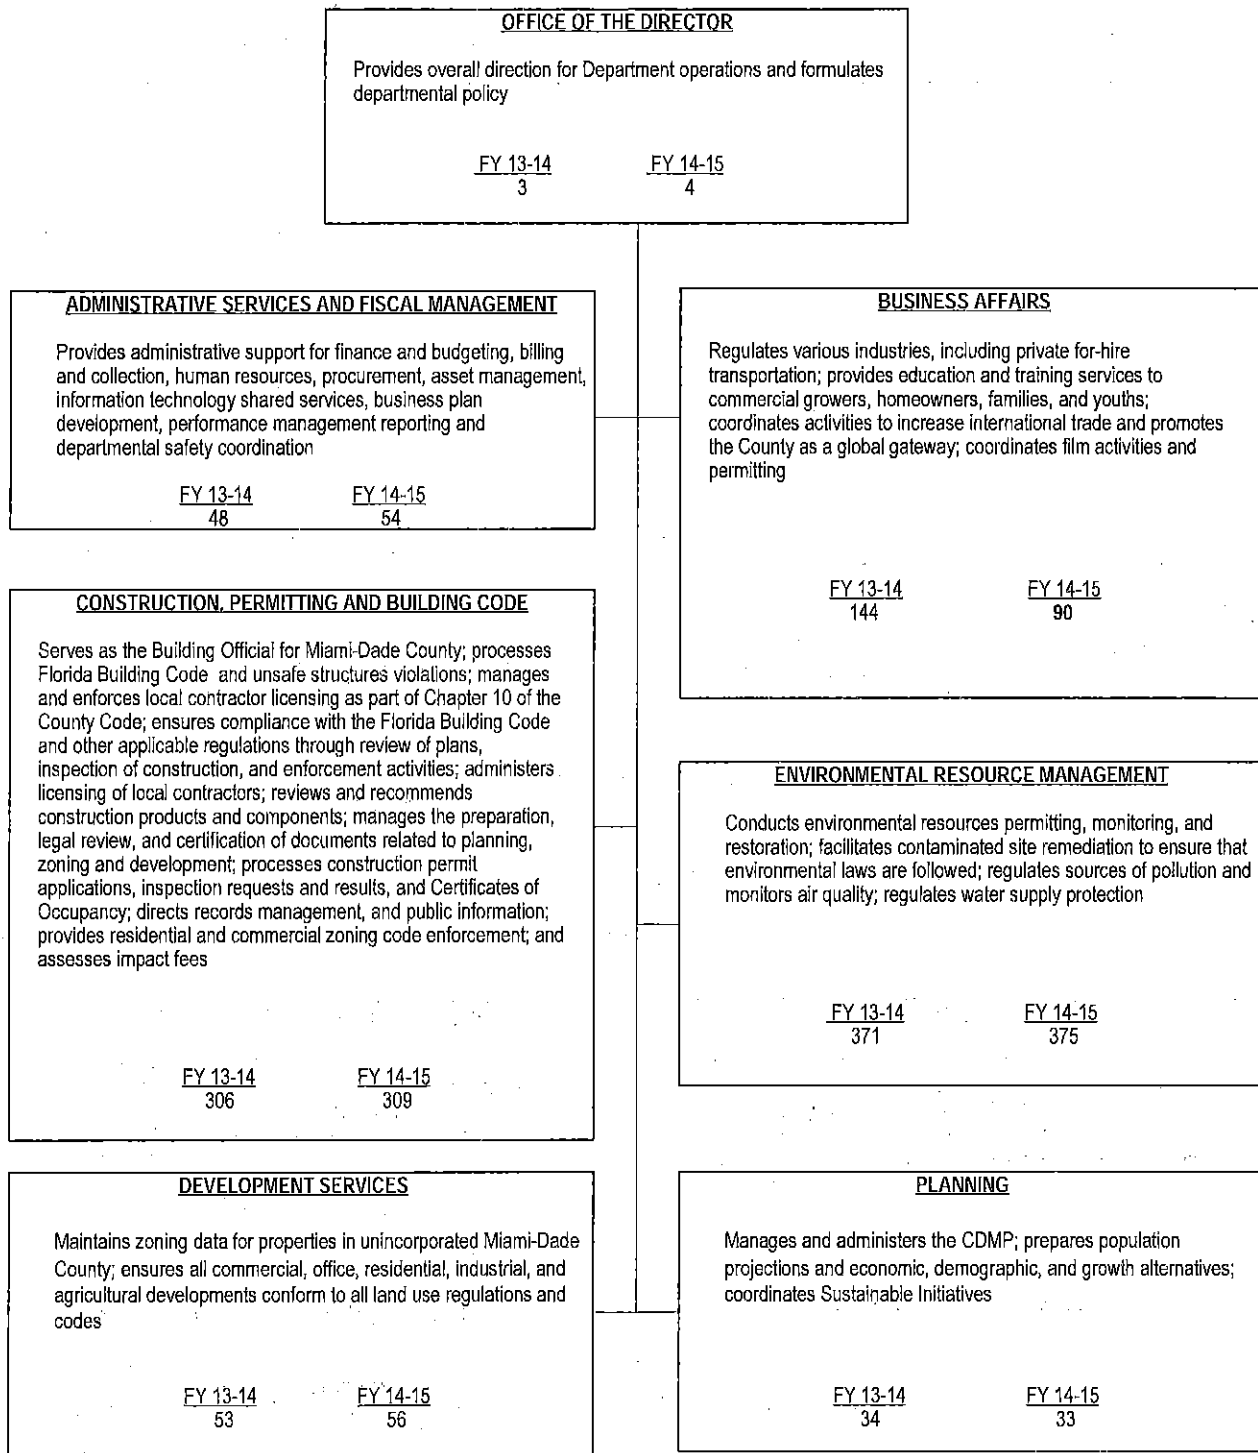 OFFICE OF THE DIRECTOR
Provides overall direction for Department operations and formulates
departmental policy
FY 13-14 FY 14-15
3 4
ADMINISTRATIVE SERVICES AND FISCAL MANAGEMENT
Provides administrative support for finance and budgeting, billing
and collection, human resources, procurement, asset management,
information technology shared services, business plan
development, performance management reporting and
departmental safety coordination
FY 13-14 FY 14-15
48 54
BUSINESS AFFAIRS
Regulates various industries, including private for-hire
transportation; provides education and training services to
commercial growers, homeowners, families, and youths;
coordinates activities to increase international trade and promotes
the County as a global gateway; coordinates film activities and
permitting
FY 13-14 FY 14-15
144 90
CONSTRUCTION, PERMITTING AND BUILDING CODE
Serves as the Building Official for Miami-Dade County; processes
Florida Building Code and unsafe structures violations; manages
and enforces local contractor licensing as part of Chapter 10 of the
County Code; ensures compliance with the Florida Building Code
and other applicable regulations through review of plans,
inspection of construction, and enforcement activities; administers
licensing of local contractors; reviews and recommends
construction products and components; manages the preparation,
legal review, and certification of documents related to planning,
zoning and development; processes construction permit
applications, inspection requests and results, and Certificates of
Occupancy; directs records management, and public information;
provides residential and commercial zoning code enforcement; and
assesses impact fees
FY 13-14 FY 14-15
306 309
ENVIRONMENTAL RESOURCE MANAGEMENT
Conducts environmental resources permitting, monitoring, and
restoration; facilitates contaminated site remediation to ensure that
environmental laws are followed; regulates sources of pollution and
monitors air quality; regulates water supply protection
FY 13-14 FY 14-15
371 375
DEVELOPMENT SERVICES
Maintains zoning data for properties in unincorporated Miami-Dade
County; ensures all commercial, office, residential, industrial, and
agricultural developments conform to all land use regulations and
codes
FY 13-14 FY 14-15
53 56
PLANNING
Manages and administers the CDMP; prepares population
projections and economic, demographic, and growth alternatives;
coordinates Sustainable Initiatives
FY 13-14 FY 14-15
34 33